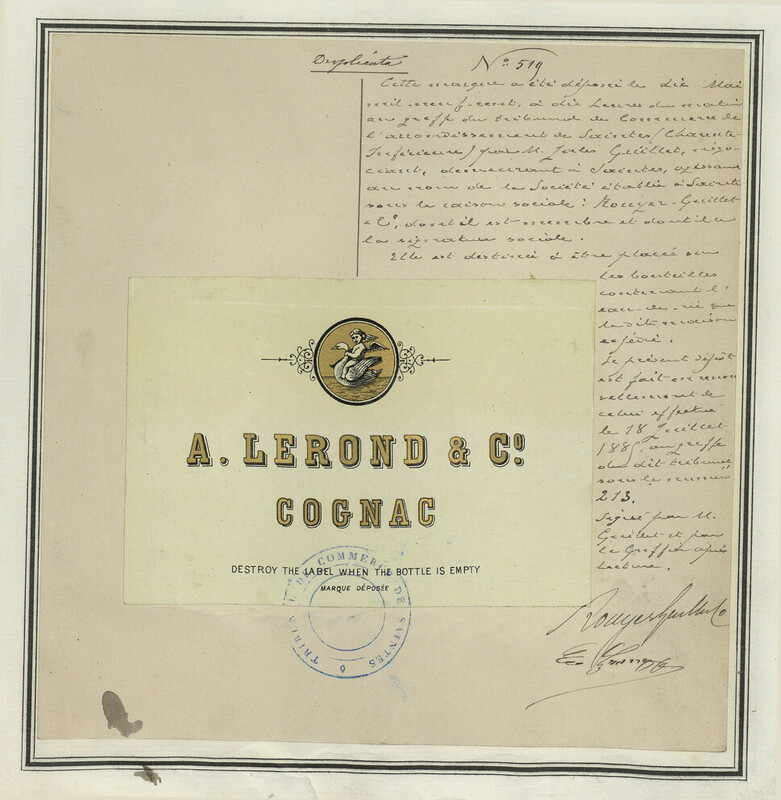 Duplicata
N° 519
Cette marque a été déposée le dix Mai
mil-neuf-cent, à dix heures du matin
au greffe du tribunal de Commerce de
l'arrondissement de Saintes (Charente-
Inférieure) par M. Jules Guillet, négo-
ciant, demeurant à Saintes, agissant
au nom de la Société établie à Saintes
sous la raison sociale: Rouyer-Guillet
& Cº, dont il est membre et dont il a
la signature sociale.
Elle est destinée à être placée sur
les bouteilles
contenant l'
eau-de-vie que
la dite maison
expédie.
Le présent dépôt
est fait en renou
vellement de
celui effectué
le 28 Juillet
1885, au greffe
du dit tribunal
sous le numéro
213.
Signé par M.
Guillet et par
le Greffier après
lecture.
Rouyer Guillet & Co
A. LEROND & Cº
COGNAC
DESTROY THE LABEL WHEN THE BOTTLE IS EMPTY
MARQUE DÉPOSÉE
TRIBUNAL DE COMMERCE DE SAINTES